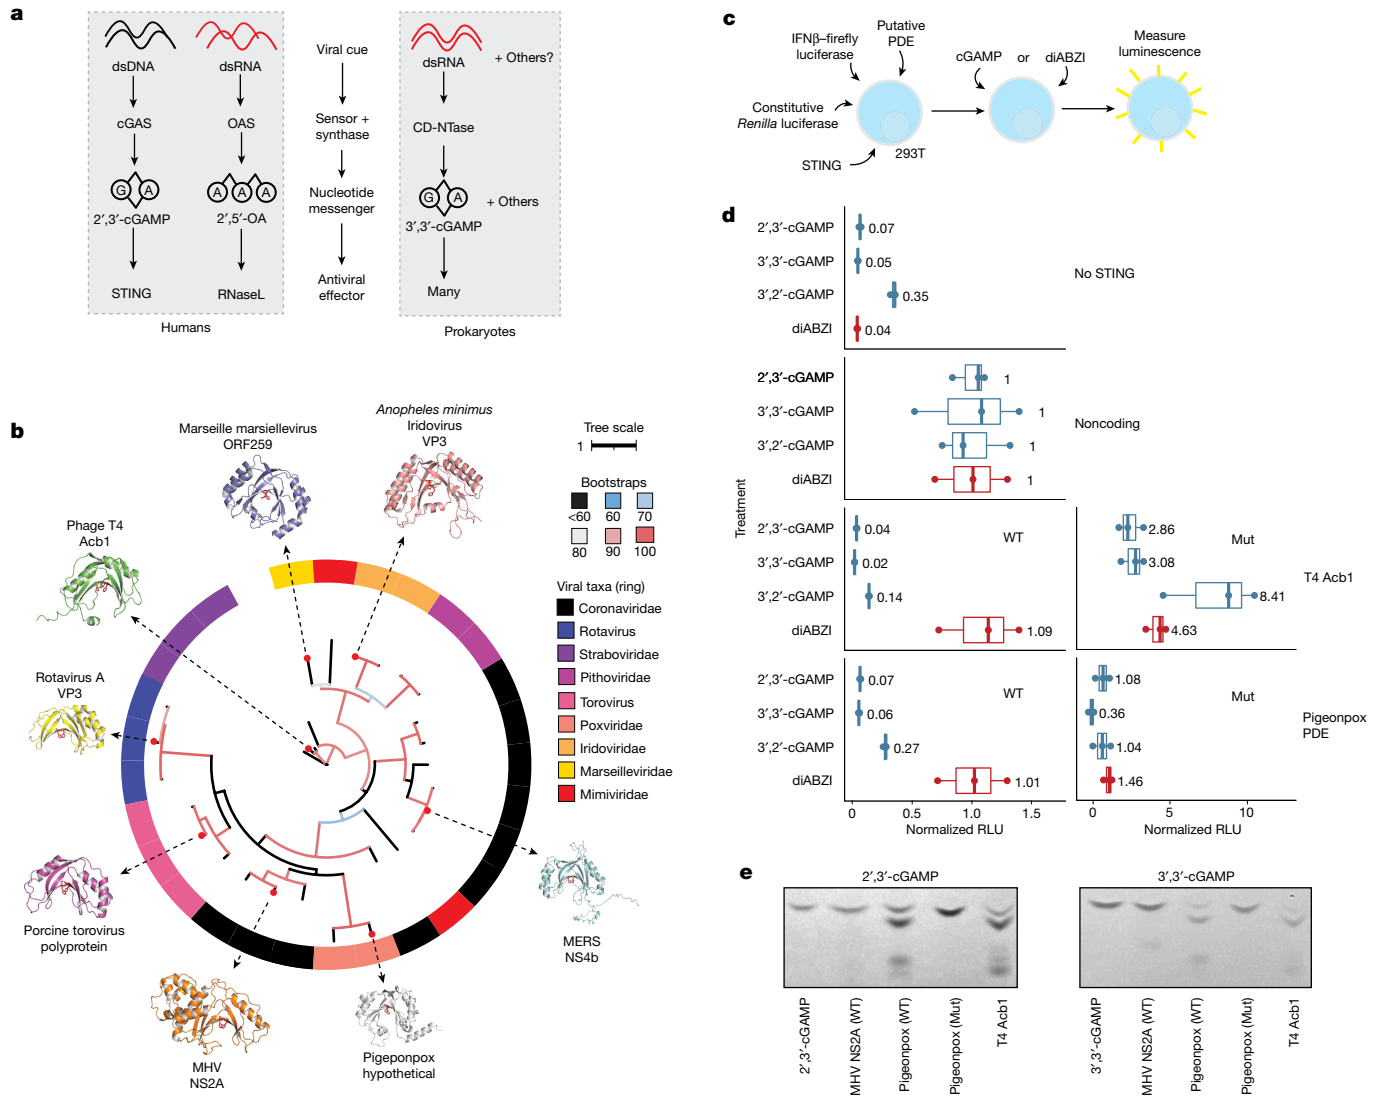 a
dsDNA
cGAS
G A
2′,3′-cGAMP
STING
dsRNA
OAS
A A A
2′,5′-OA
RNaseL
Humans
Viral cue
Sensor +
synthase
Nucleotide
messenger
Antiviral
effector
dsRNA
+ Others?
CD-NTase
G A
+ Others
3′,3′-cGAMP
Many
Prokaryotes
b
Marseille marsiellevirus
ORF259
Anopheles minimus
Iridovirus
VP3
Phage T4
Acb1
Rotavirus A
VP3
Porcine torovirus
polyprotein
MHV
NS2A
Pigeponpox
hypothetical
MERS
NS4b
Tree scale
1
Bootstraps
<60 60 70
80 90 100
Viral taxa (ring)
Coronaviridae
Rotavirus
Straboviridae
Pithoviridae
Torovirus
Poxviridae
Iridoviridae
Marseilleviridae
Mimiviridae
c
IFNβ–firefly
luciferase
Putative
PDE
Constitutive
Renilla luciferase
STING
293T
cGAMP or diABZI
Measure
luminescence
d
Treatment
2′,3′-cGAMP 0.07
3′,3′-cGAMP 0.05
3′,2′-cGAMP 0.35
diABZI 0.04
No STING
2′,3′-cGAMP 1
3′,3′-cGAMP 1
3′,2′-cGAMP 1
diABZI 1
Noncoding
2′,3′-cGAMP 0.04
3′,3′-cGAMP 0.02
3′,2′-cGAMP 0.14
diABZI 1.09
WT
2.86
3.08
8.41
4.63
Mut
T4 Acb1
2′,3′-cGAMP 0.07
3′,3′-cGAMP 0.06
3′,2′-cGAMP 0.27
diABZI 1.01
WT
1.08
0.36
1.04
1.46
Mut
Pigeonpox
PDE
0 0.5 1.0 1.5
Normalized RLU
0 5 10
Normalized RLU
e
2′,3′-cGAMP
2′,3′-cGAMP
MHV NS2A (WT)
Pigeonpox (WT)
Pigeonpox (Mut)
T4 Acb1
3′,3′-cGAMP
3′,3′-cGAMP
MHV NS2A (WT)
Pigeonpox (WT)
Pigeonpox (Mut)
T4 Acb1